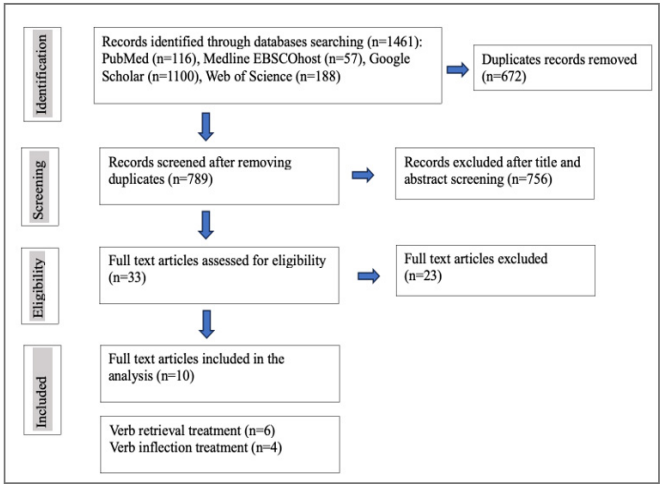 Identification
Records identified through databases searching (n=1461):
PubMed (n=116), Medline EBSCOhost (n=57), Google
Scholar (n=1100), Web of Science (n=188)
Duplicates records removed
(n=672)
Screening
Records screened after removing
duplicates (n=789)
Records excluded after title and
abstract screening (n=756)
Eligibility
Full text articles assessed for eligibility
(n=33)
Full text articles excluded
(n=23)
Included
Full text articles included in the
analysis (n=10)
Verb retrieval treatment (n=6)
Verb inflection treatment (n=4)